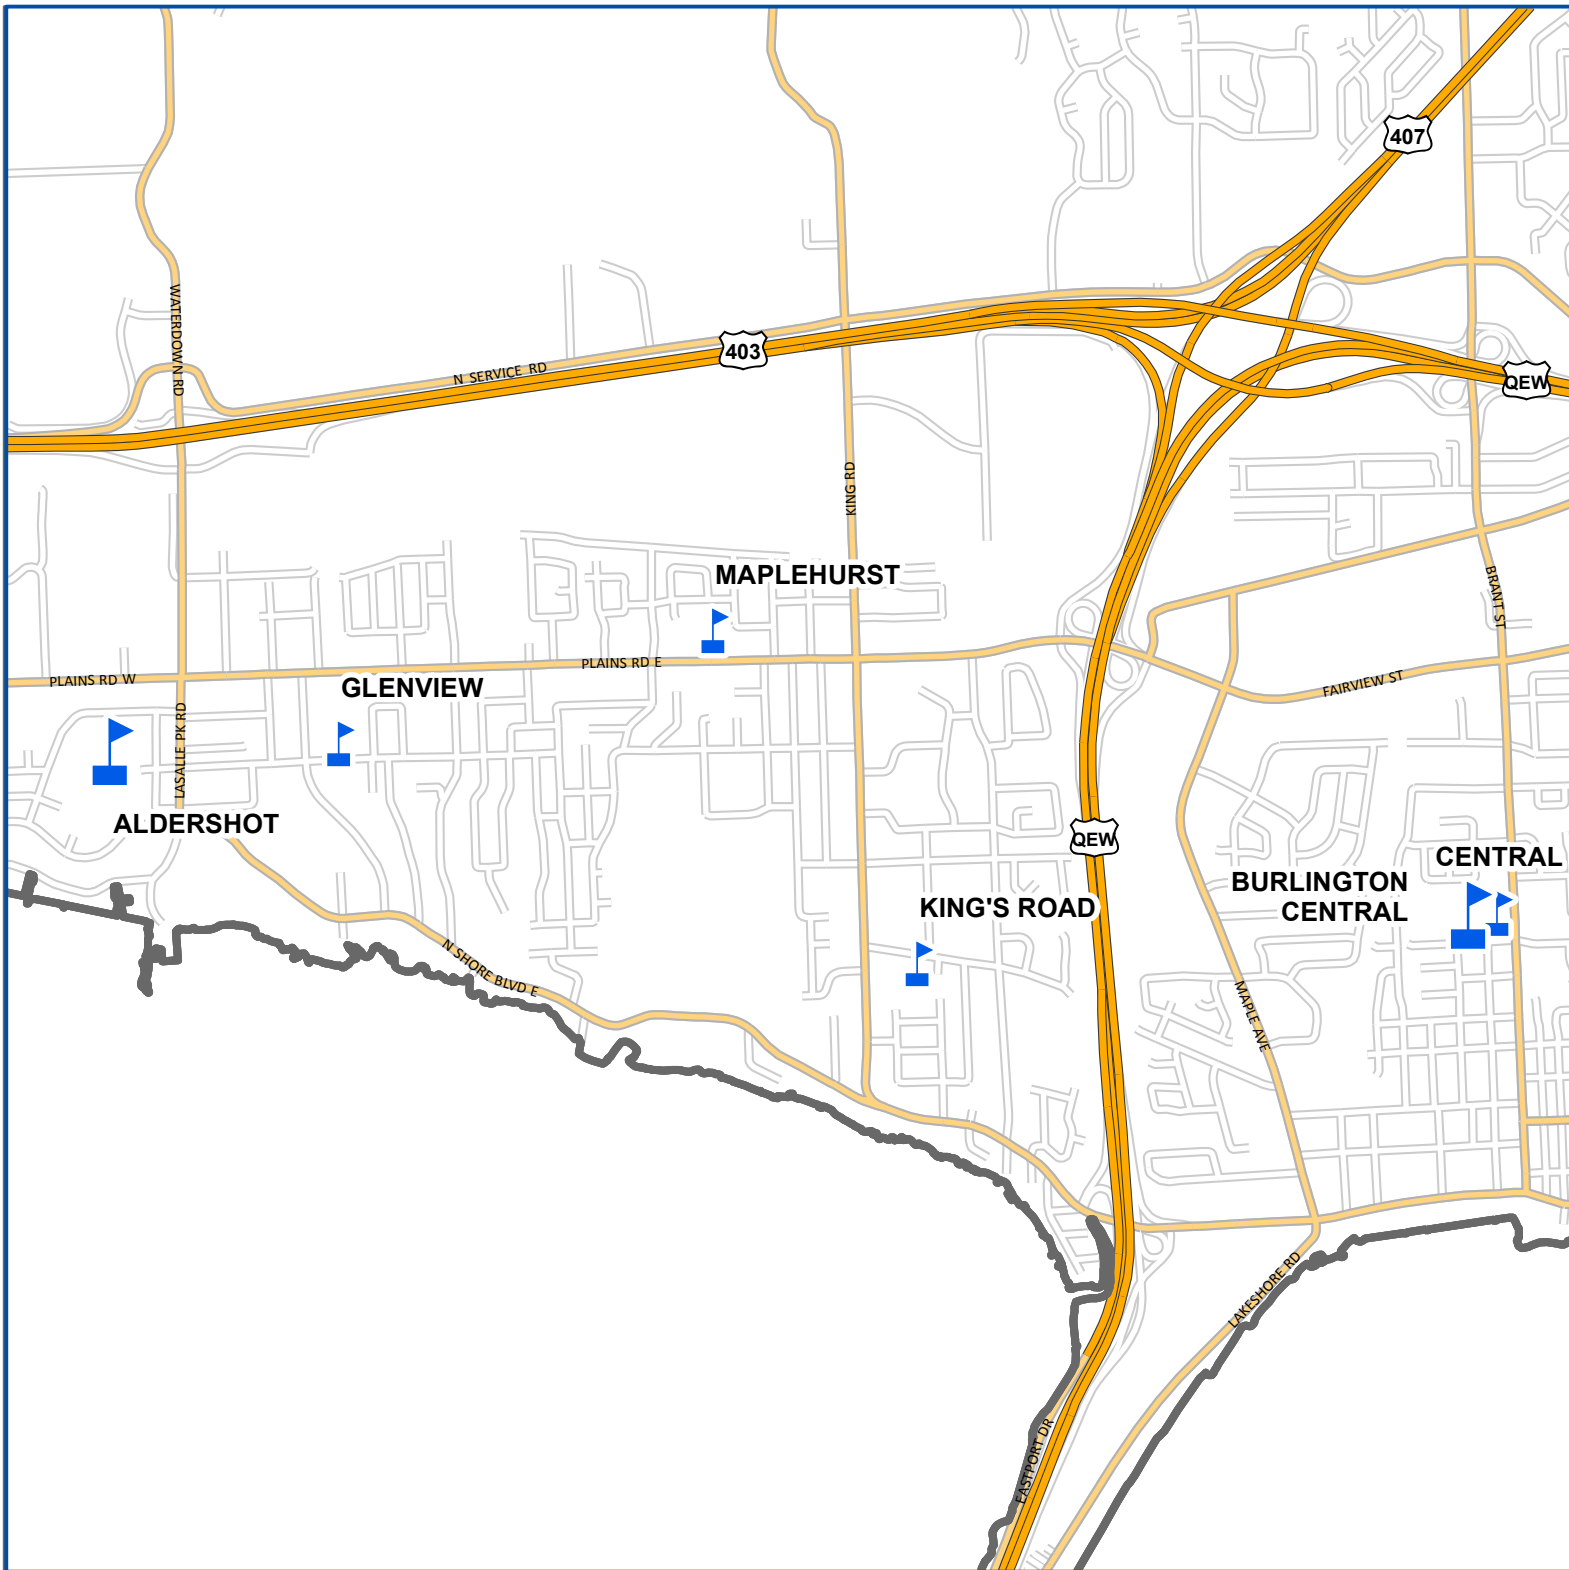 407
WATERDOWN RD
403
N SERVICE RD
QEW
KING RD
MAPLEHURST
BRANT ST
PLAINS RD E
PLAINS RD W
GLENVIEW
FAIRVIEW ST
LASALLE PK RD
ALDERSHOT
QEW
CENTRAL
BURLINGTON
CENTRAL
KING'S ROAD
N SHORE BLVD E
MAPLE AVE
LAKESHORE RD
EASTPORT DR